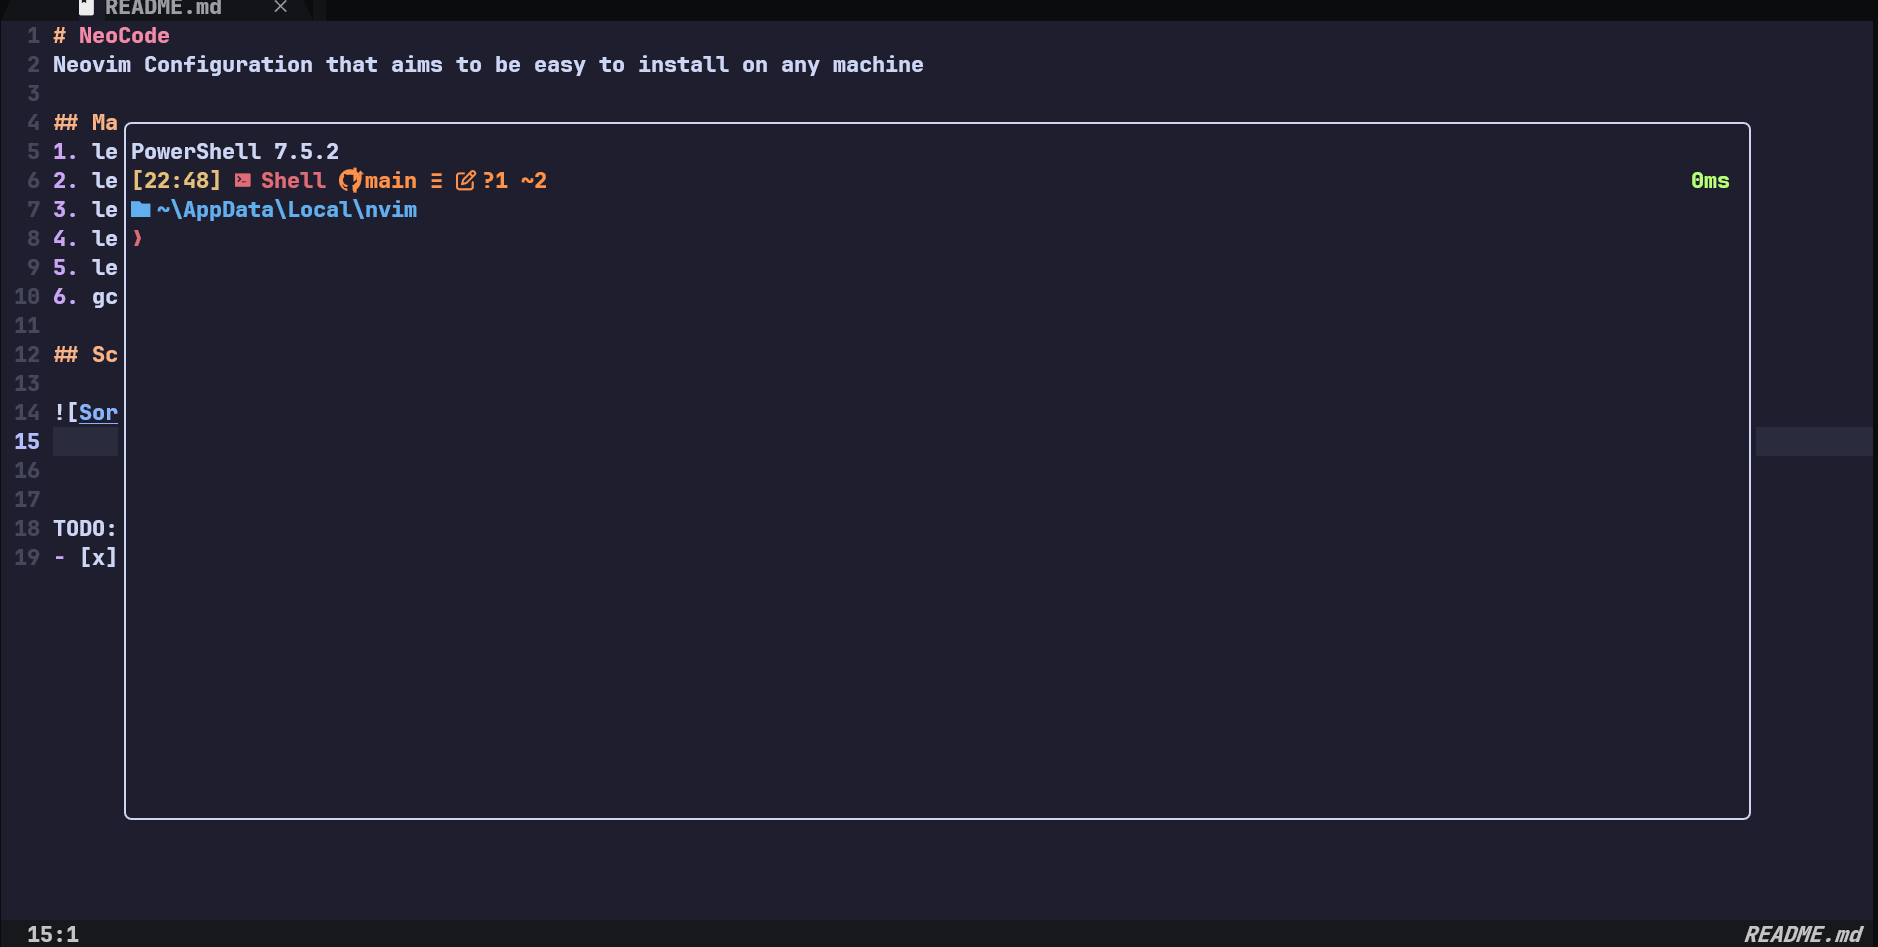 README.md ×
1 # NeoCode
2 Neovim Configuration that aims to be easy to install on any machine
3
4 ## Ma
5 1. le
6 2. le
7 3. le
8 4. le
9 5. le
10 6. gc
11
12 ## Sc
13
14 ![Sor
15
16
17
18 TODO:
19 - [x]
PowerShell 7.5.2
[22:48] Shell main ≡ ?1 ~2 0ms
~\AppData\Local\nvim
❯
15:1 README.md